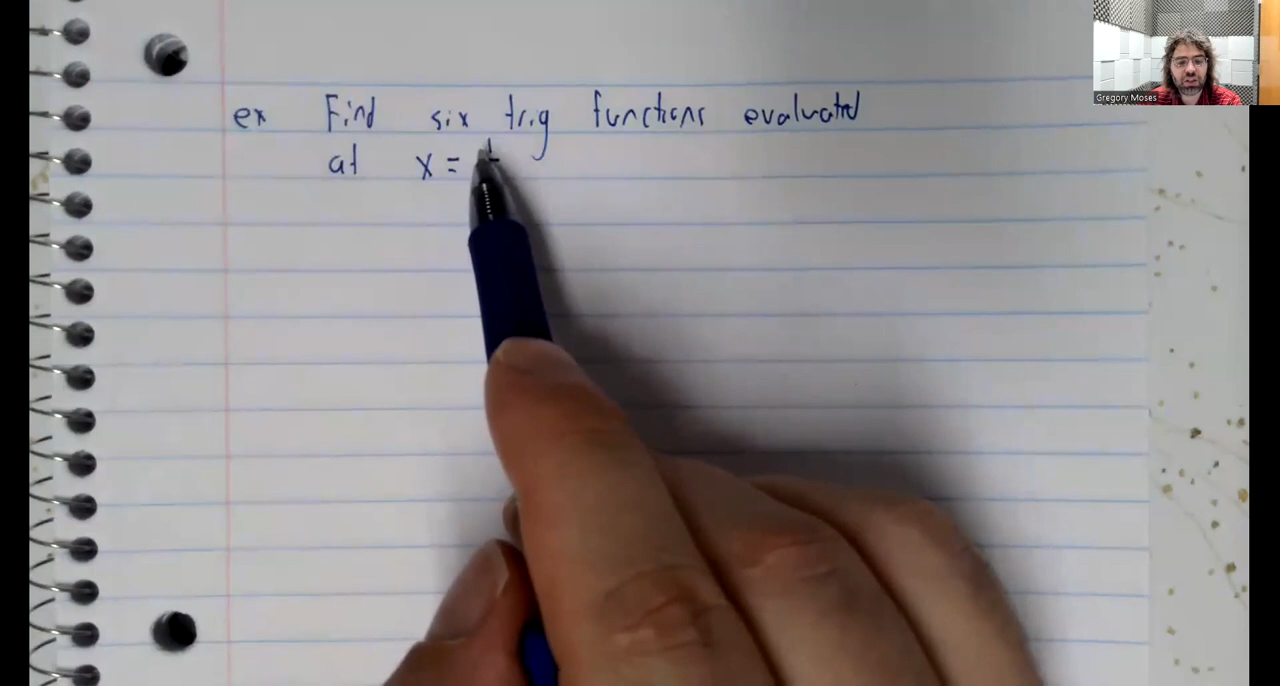 Gregory Moses
ex Find six trig functions evaluated
at x =